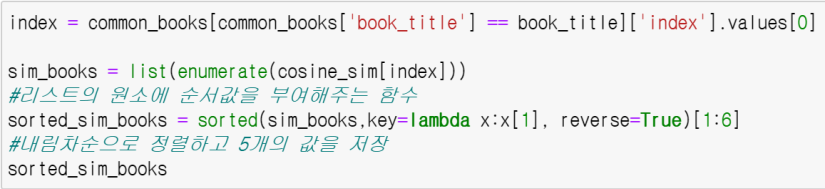 index = common_books[common_books['book_title'] == book_title]['index'].values[0]
sim_books = list(enumerate(cosine_sim[index]))
#리스트의 원소에 순서값을 부여해주는 함수
sorted_sim_books = sorted(sim_books,key=lambda x:x[1], reverse=True)[1:6]
#내림차순으로 정렬하고 5개의 값을 저장
sorted_sim_books